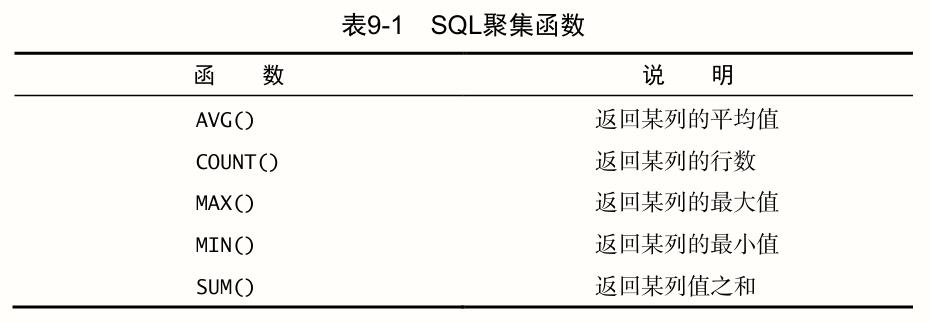 表9-1 SQL聚集函数
函 数 说 明
AVG() 返回某列的平均值
COUNT() 返回某列的行数
MAX() 返回某列的最大值
MIN() 返回某列的最小值
SUM() 返回某列值之和